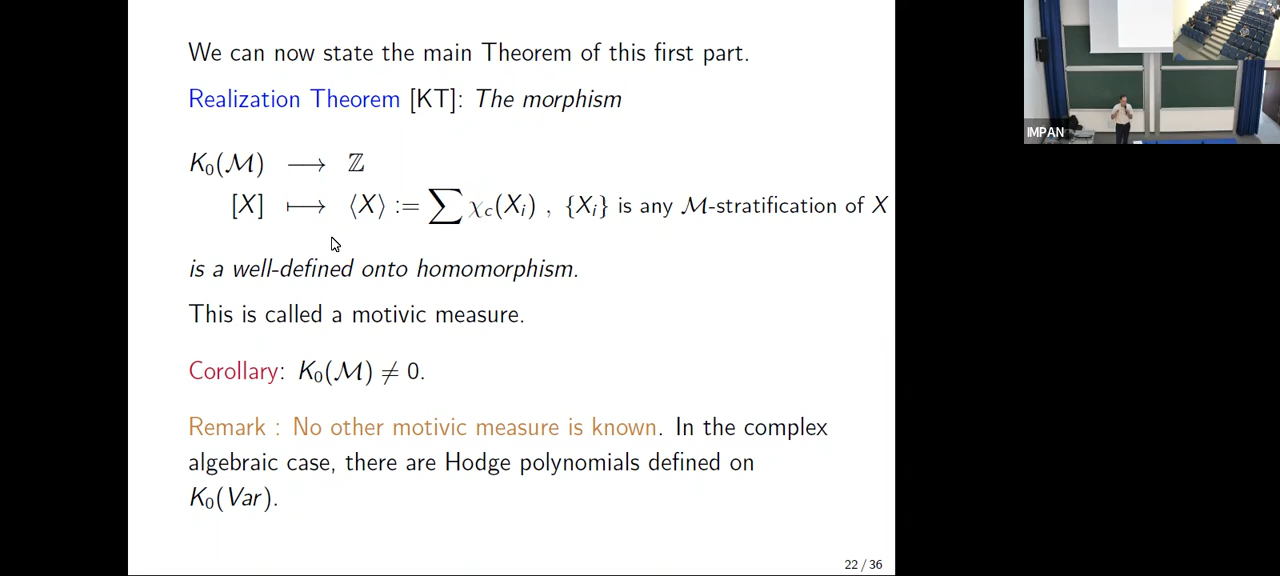 We can now state the main Theorem of this first part.
Realization Theorem [KT]: The morphism
K₀(ℳ) ⟶ ℤ
[X] ⟼ ⟨X⟩ := ∑ χ_c(X_i) , {X_i} is any ℳ-stratification of X
is a well-defined onto homomorphism.
This is called a motivic measure.
Corollary: K₀(ℳ) ≠ 0.
Remark : No other motivic measure is known. In the complex
algebraic case, there are Hodge polynomials defined on
K₀(Var).
22 / 36
IMPAN